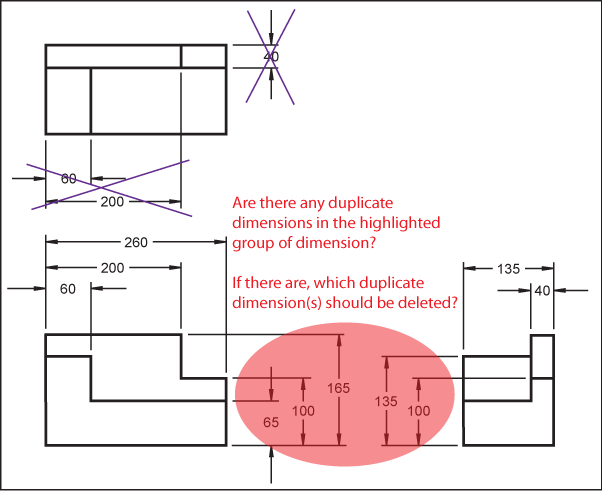 40
60
200
Are there any duplicate
dimensions in the highlighted
group of dimension?
If there are, which duplicate
dimension(s) should be deleted?
260
200
60
135
40
165
135
100
100
65